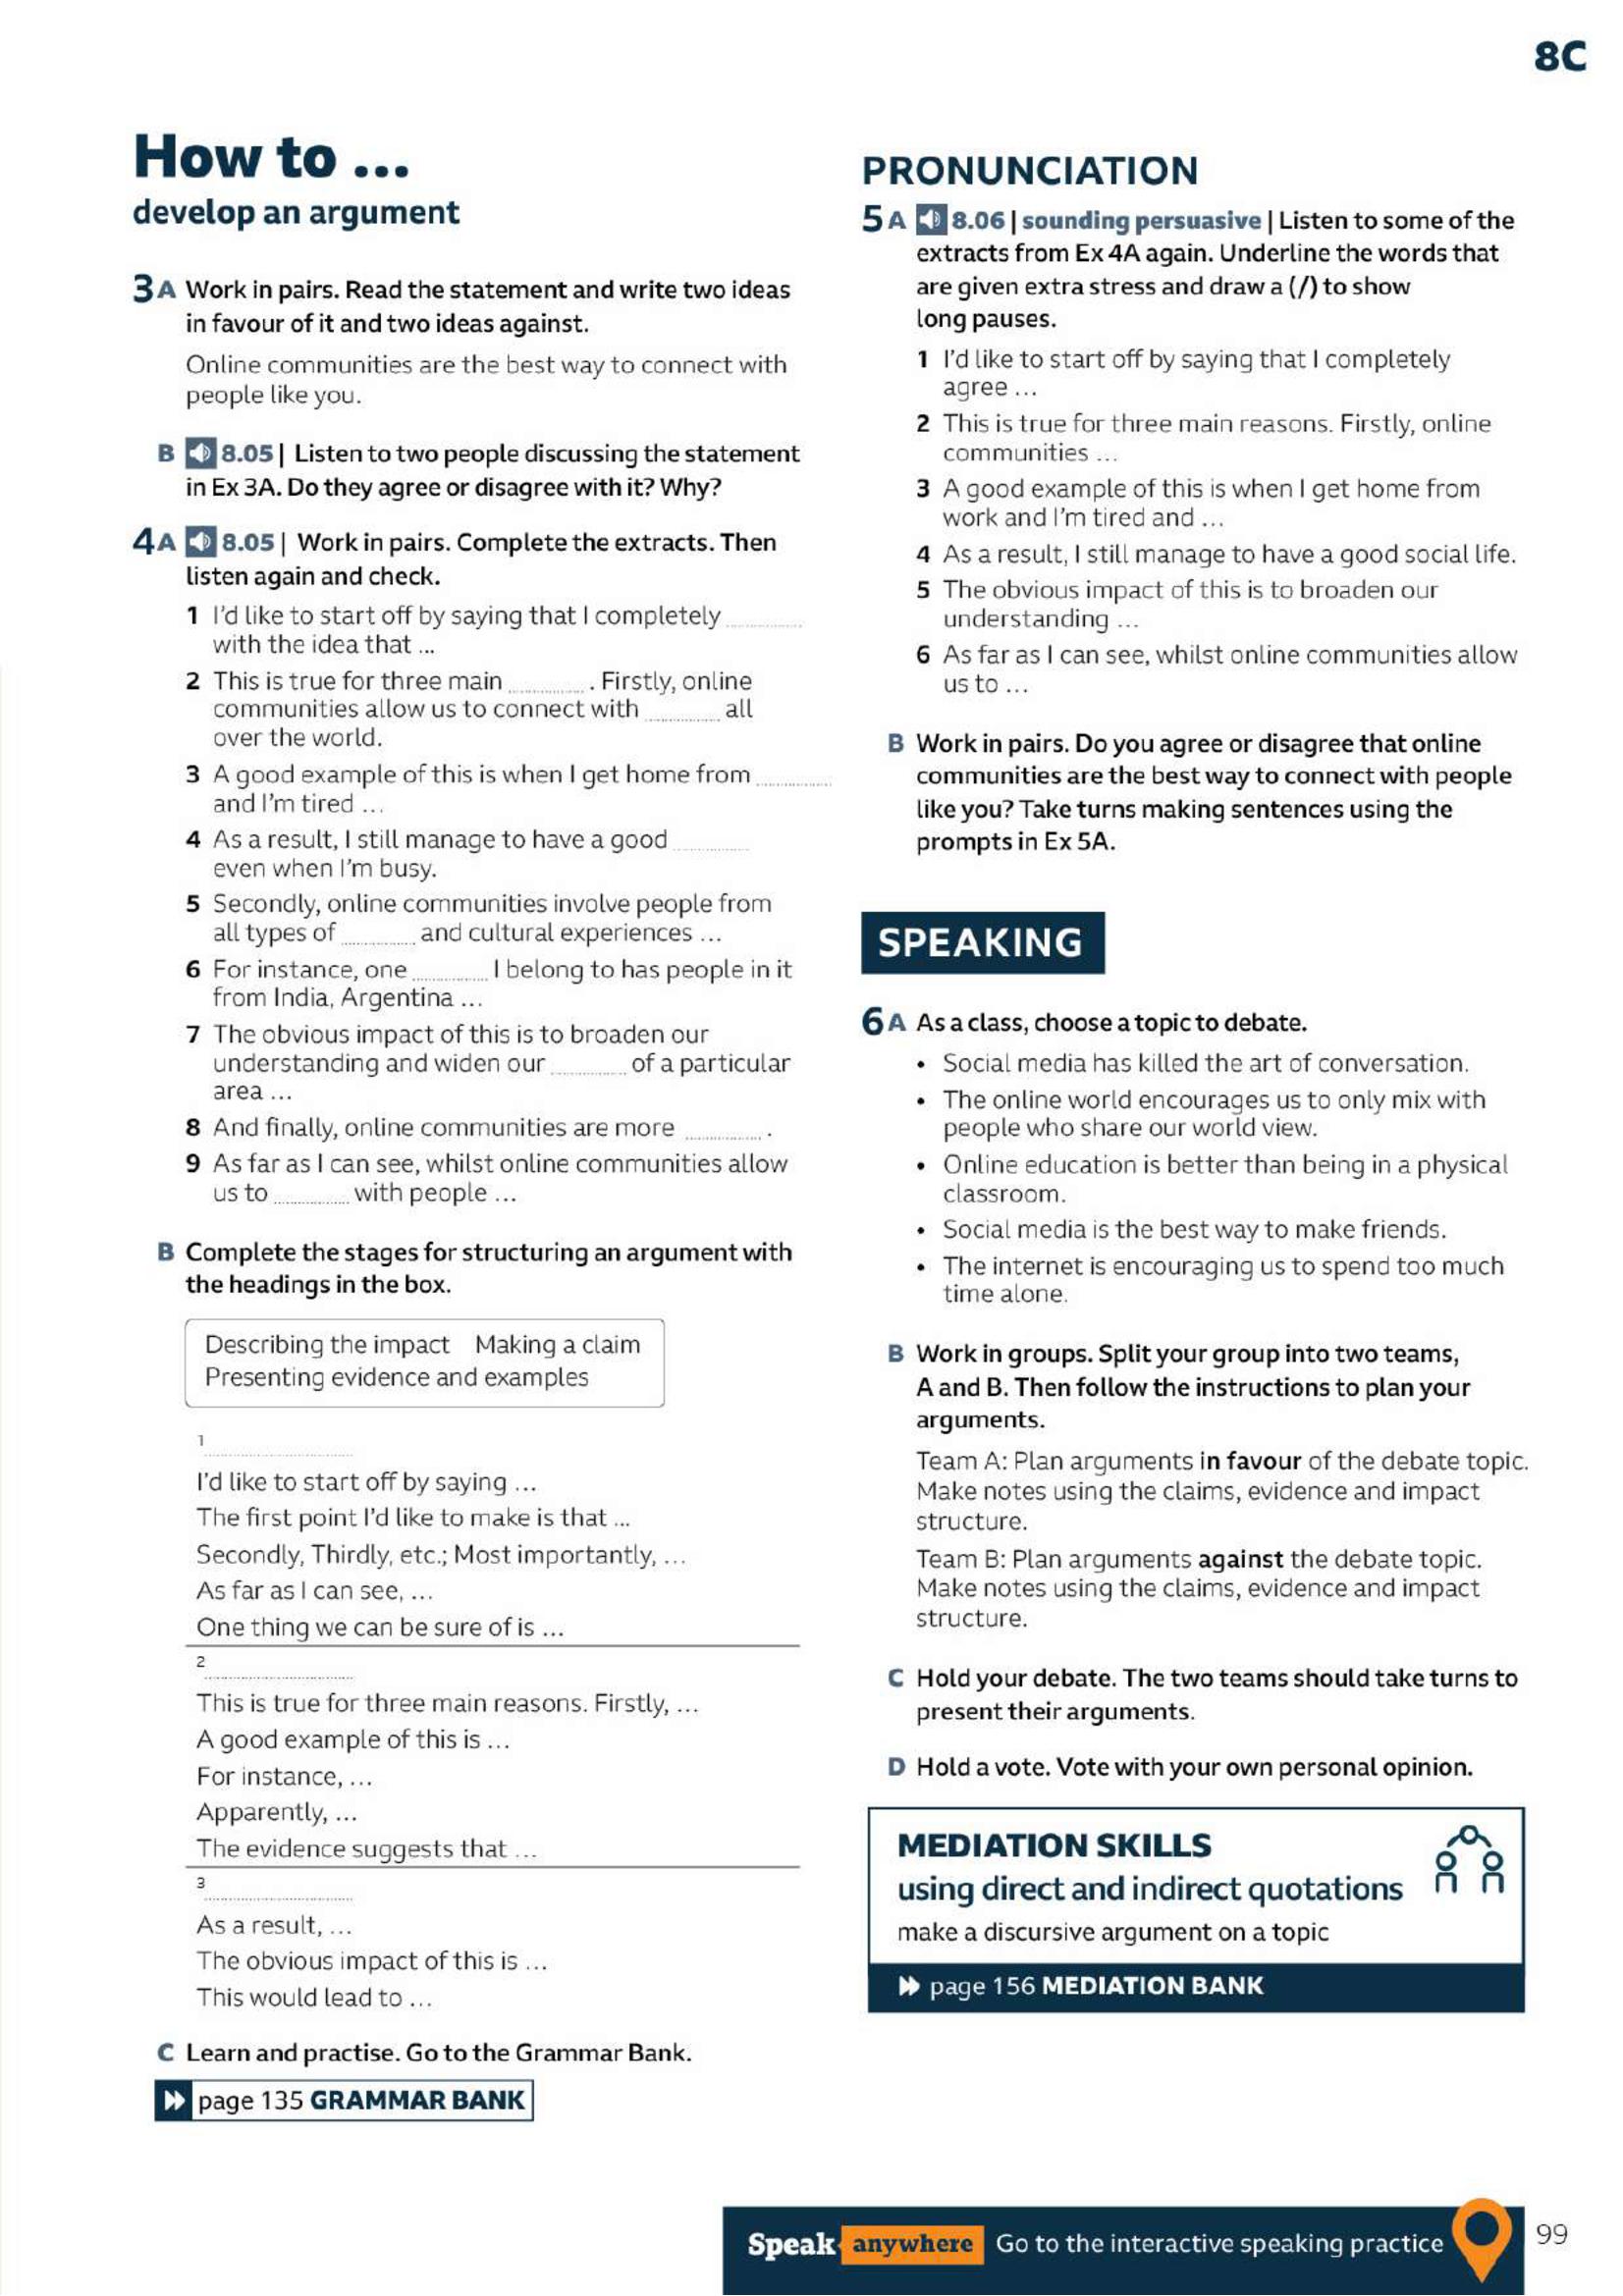 8C
How to ...
develop an argument
3 A Work in pairs. Read the statement and write two ideas
in favour of it and two ideas against.
Online communities are the best way to connect with
people like you.
B 8.05 | Listen to two people discussing the statement
in Ex 3A. Do they agree or disagree with it? Why?
4 A 8.05 | Work in pairs. Complete the extracts. Then
listen again and check.
1 I'd like to start off by saying that I completely ............
with the idea that ...
2 This is true for three main ............ . Firstly, online
communities allow us to connect with ............ all
over the world.
3 A good example of this is when I get home from ............
and I'm tired ...
4 As a result, I still manage to have a good ............
even when I'm busy.
5 Secondly, online communities involve people from
all types of ............ and cultural experiences ...
6 For instance, one ............ I belong to has people in it
from India, Argentina ...
7 The obvious impact of this is to broaden our
understanding and widen our ............ of a particular
area ...
8 And finally, online communities are more ............ .
9 As far as I can see, whilst online communities allow
us to ............ with people ...
B Complete the stages for structuring an argument with
the headings in the box.
Describing the impact Making a claim
Presenting evidence and examples
1 ............
I'd like to start off by saying ...
The first point I'd like to make is that ...
Secondly, Thirdly, etc.; Most importantly, ...
As far as I can see, ...
One thing we can be sure of is ...
2 ............
This is true for three main reasons. Firstly, ...
A good example of this is ...
For instance, ...
Apparently, ...
The evidence suggests that ...
3 ............
As a result, ...
The obvious impact of this is ...
This would lead to ...
C Learn and practise. Go to the Grammar Bank.
page 135 GRAMMAR BANK
PRONUNCIATION
5 A 8.06 | sounding persuasive | Listen to some of the
extracts from Ex 4A again. Underline the words that
are given extra stress and draw a (/) to show
long pauses.
1 I'd like to start off by saying that I completely
agree ...
2 This is true for three main reasons. Firstly, online
communities ...
3 A good example of this is when I get home from
work and I'm tired and ...
4 As a result, I still manage to have a good social life.
5 The obvious impact of this is to broaden our
understanding ...
6 As far as I can see, whilst online communities allow
us to ...
B Work in pairs. Do you agree or disagree that online
communities are the best way to connect with people
like you? Take turns making sentences using the
prompts in Ex 5A.
SPEAKING
6 A As a class, choose a topic to debate.
• Social media has killed the art of conversation.
• The online world encourages us to only mix with
people who share our world view.
• Online education is better than being in a physical
classroom.
• Social media is the best way to make friends.
• The internet is encouraging us to spend too much
time alone.
B Work in groups. Split your group into two teams,
A and B. Then follow the instructions to plan your
arguments.
Team A: Plan arguments in favour of the debate topic.
Make notes using the claims, evidence and impact
structure.
Team B: Plan arguments against the debate topic.
Make notes using the claims, evidence and impact
structure.
C Hold your debate. The two teams should take turns to
present their arguments.
D Hold a vote. Vote with your own personal opinion.
MEDIATION SKILLS
using direct and indirect quotations
make a discursive argument on a topic
page 156 MEDIATION BANK
Speak anywhere Go to the interactive speaking practice
99